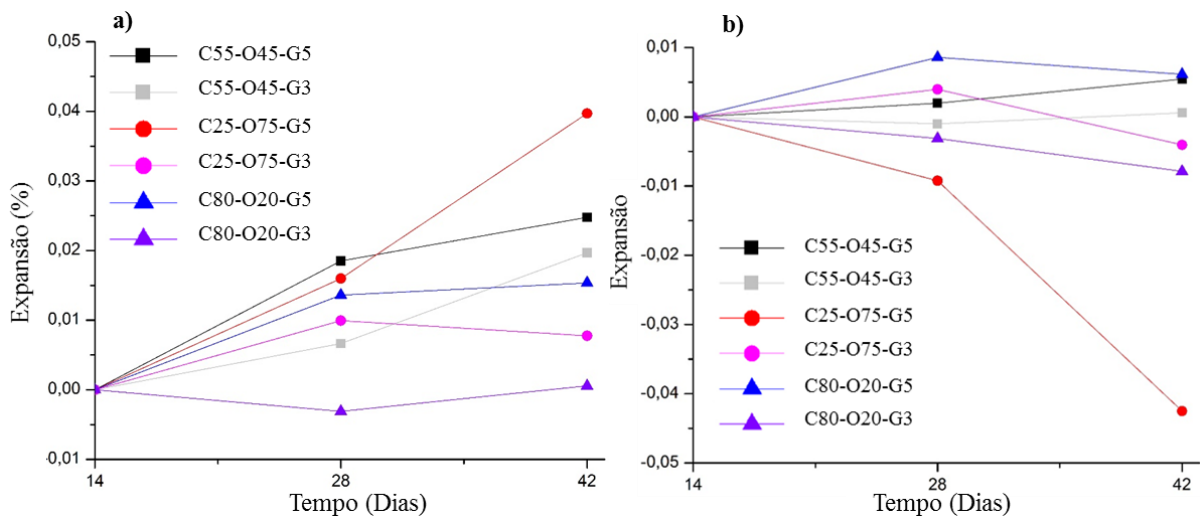 a)
0,05
0,04
0,03
0,02
0,01
0,00
-0,01
Expansão (%)
C55-O45-G5
C55-O45-G3
C25-O75-G5
C25-O75-G3
C80-O20-G5
C80-O20-G3
14
28
42
Tempo (Dias)
b)
0,01
0,00
-0,01
-0,02
-0,03
-0,04
-0,05
Expansão
C55-O45-G5
C55-O45-G3
C25-O75-G5
C25-O75-G3
C80-O20-G5
C80-O20-G3
14
28
42
Tempo (Dias)